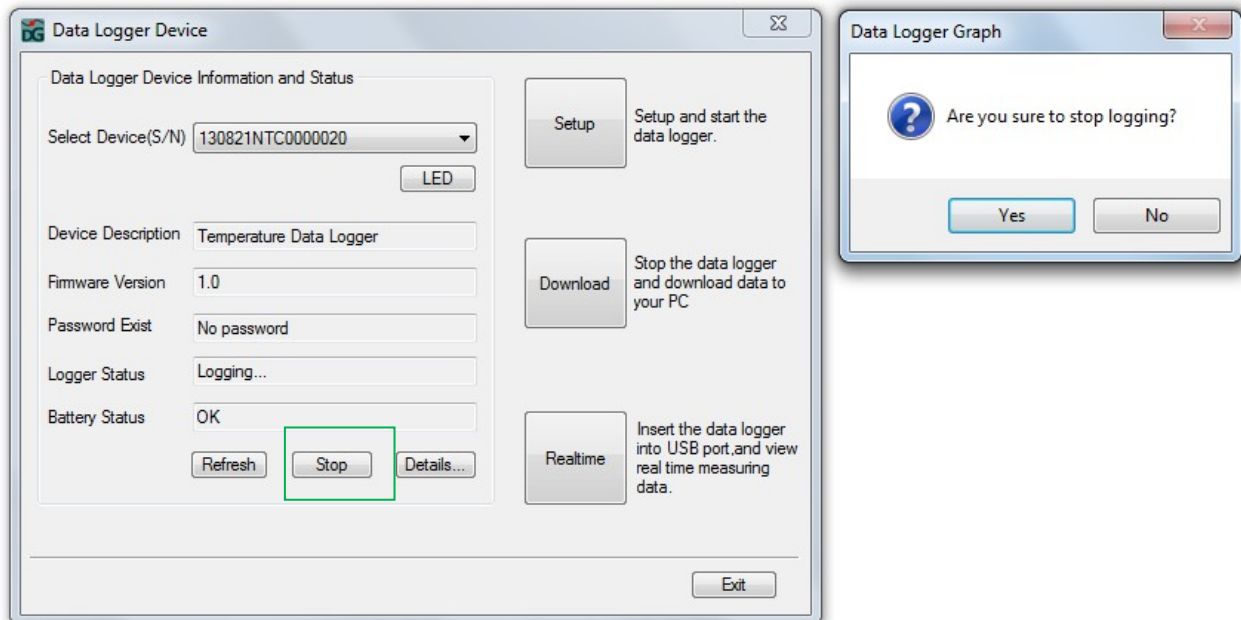 DG Data Logger Device
Data Logger Device Information and Status
Select Device(S/N) 130821NTC0000020
LED
Device Description Temperature Data Logger
Firmware Version 1.0
Password Exist No password
Logger Status Logging...
Battery Status OK
Refresh Stop Details...
Setup
Setup and start the
data logger.
Download
Stop the data logger
and download data to
your PC
Realtime
Insert the data logger
into USB port,and view
real time measuring
data.
Exit
Data Logger Graph
Are you sure to stop logging?
Yes No